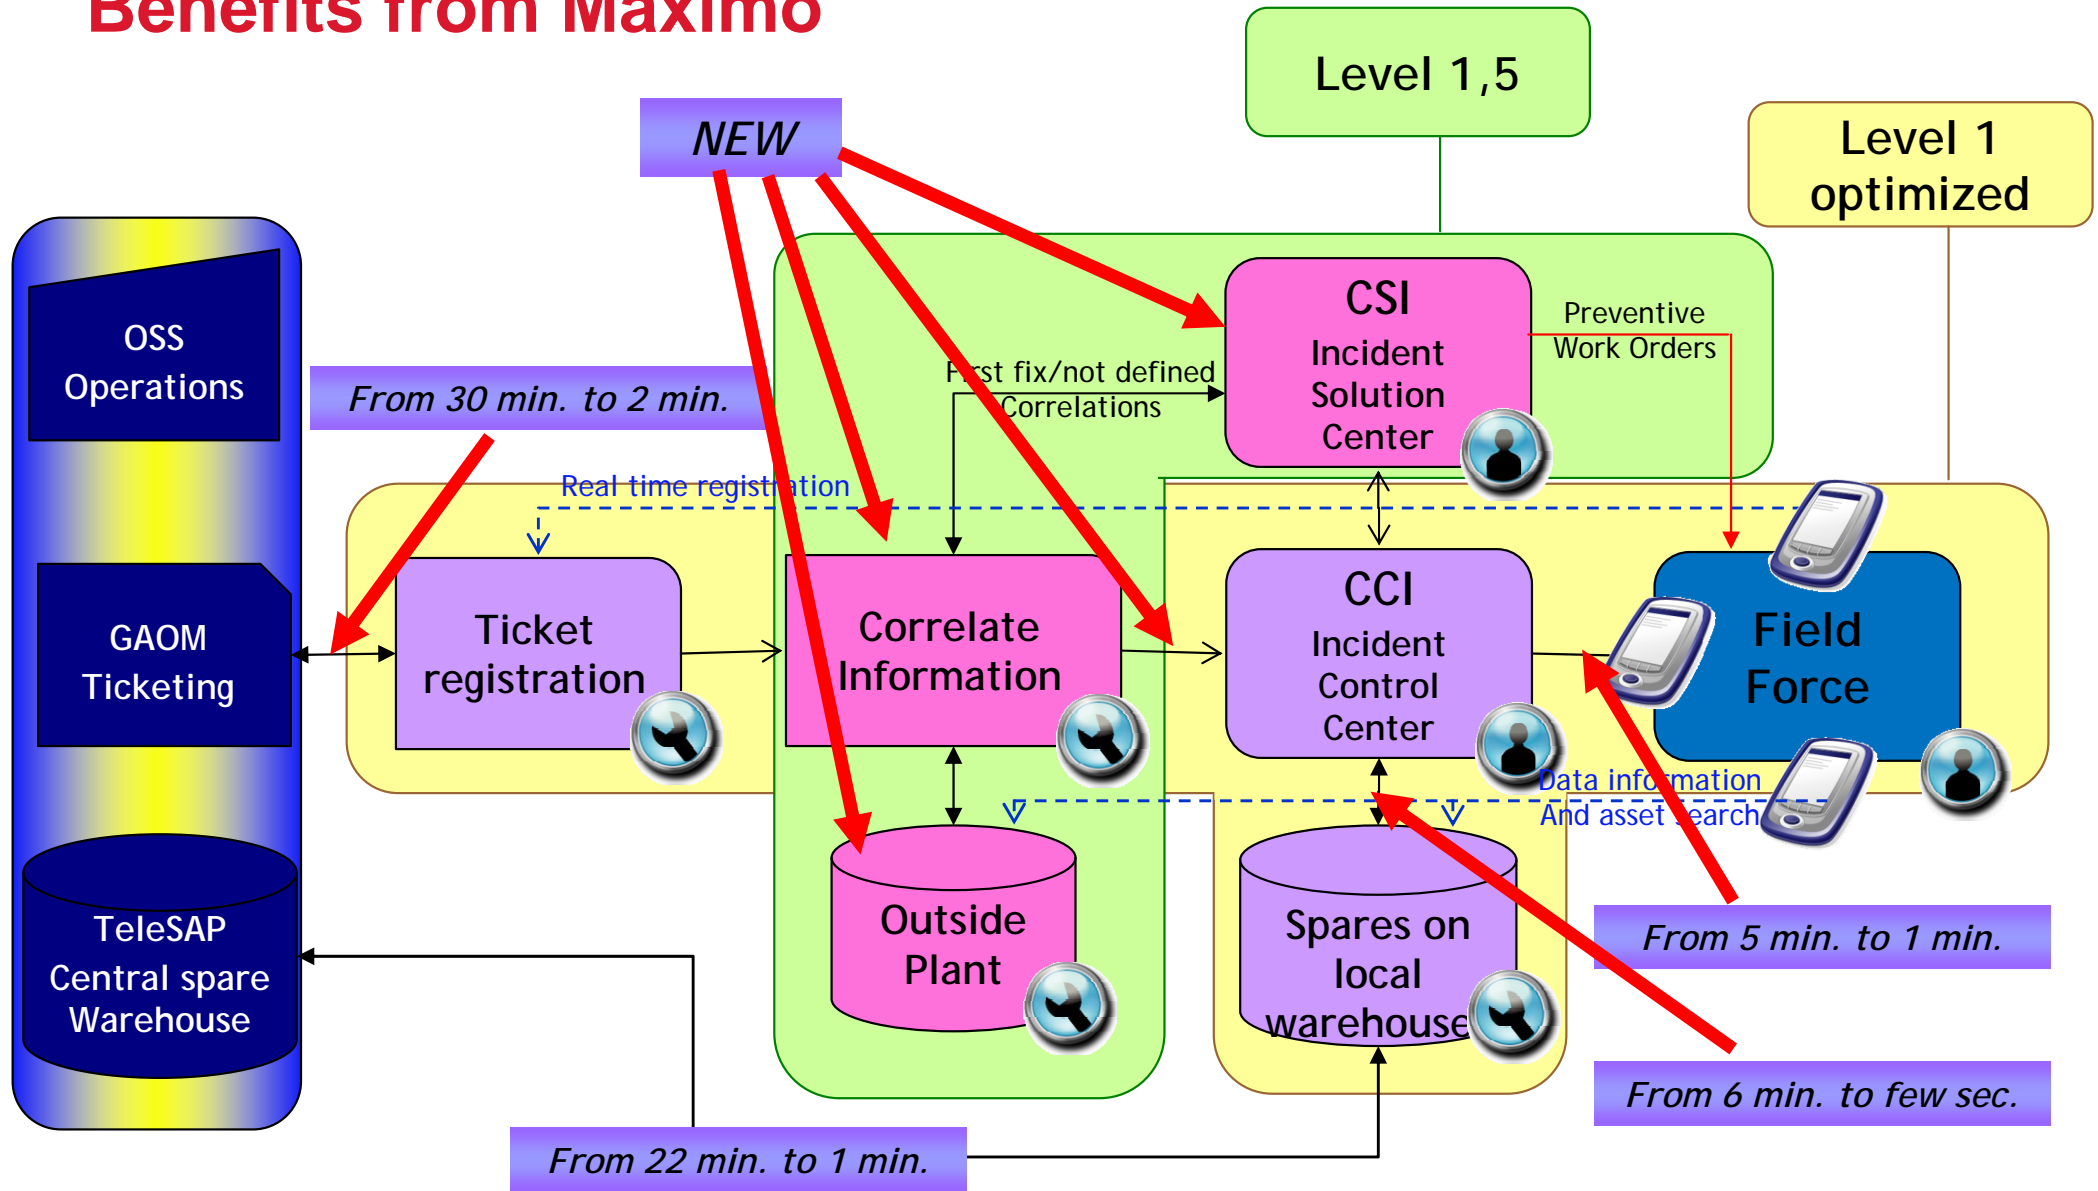 Benefits from Maximo
Level 1,5
Level 1
optimized
NEW
OSS
Operations
From 30 min. to 2 min.
First fix/not defined
Correlations
CSI
Incident
Solution
Center
Preventive
Work Orders
Real time registration
GAOM
Ticketing
Ticket
registration
Correlate
Information
CCI
Incident
Control
Center
Field
Force
Data information
And asset search
TeleSAP
Central spare
Warehouse
Outside
Plant
Spares on
local
warehouse
From 5 min. to 1 min.
From 6 min. to few sec.
From 22 min. to 1 min.